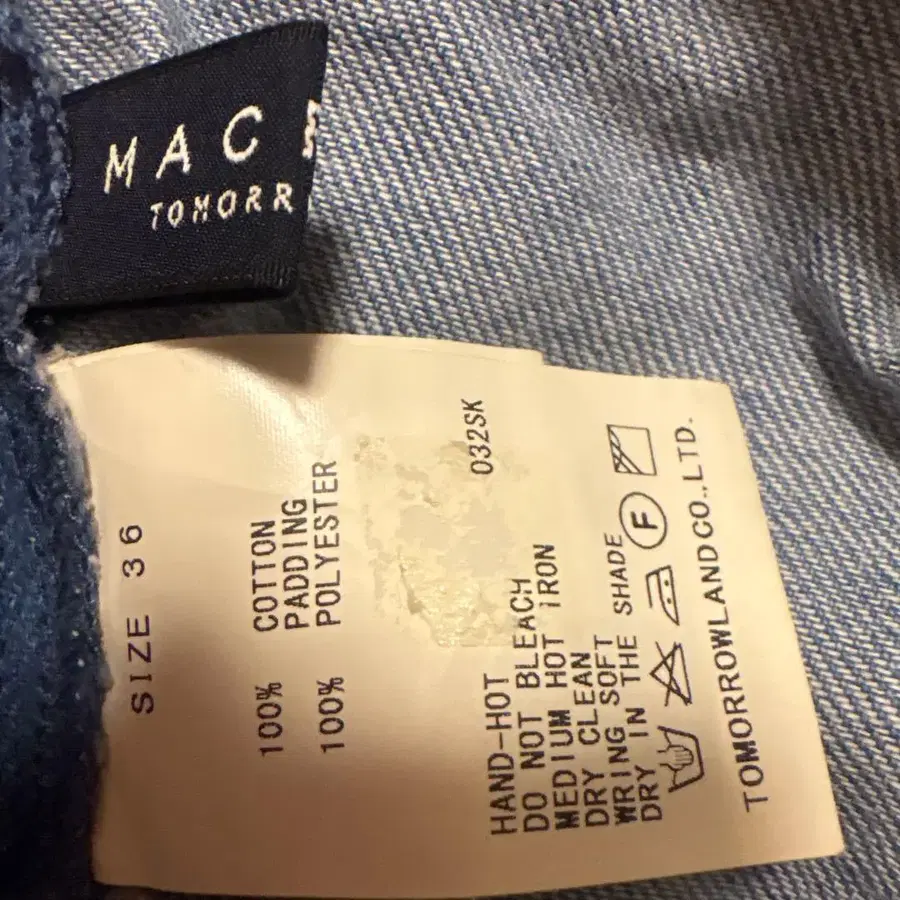 MAC
TOMORR
SIZE 36
100% COTTON
PADDING
100% POLYESTER
032SK
HAND-HOT
DO NOT BLEACH
MEDIUM HOT IRON
DRY CLEAN
WRING SOFT
DRY IN THE SHADE
F
TOMORROWLAND CO.,LTD.